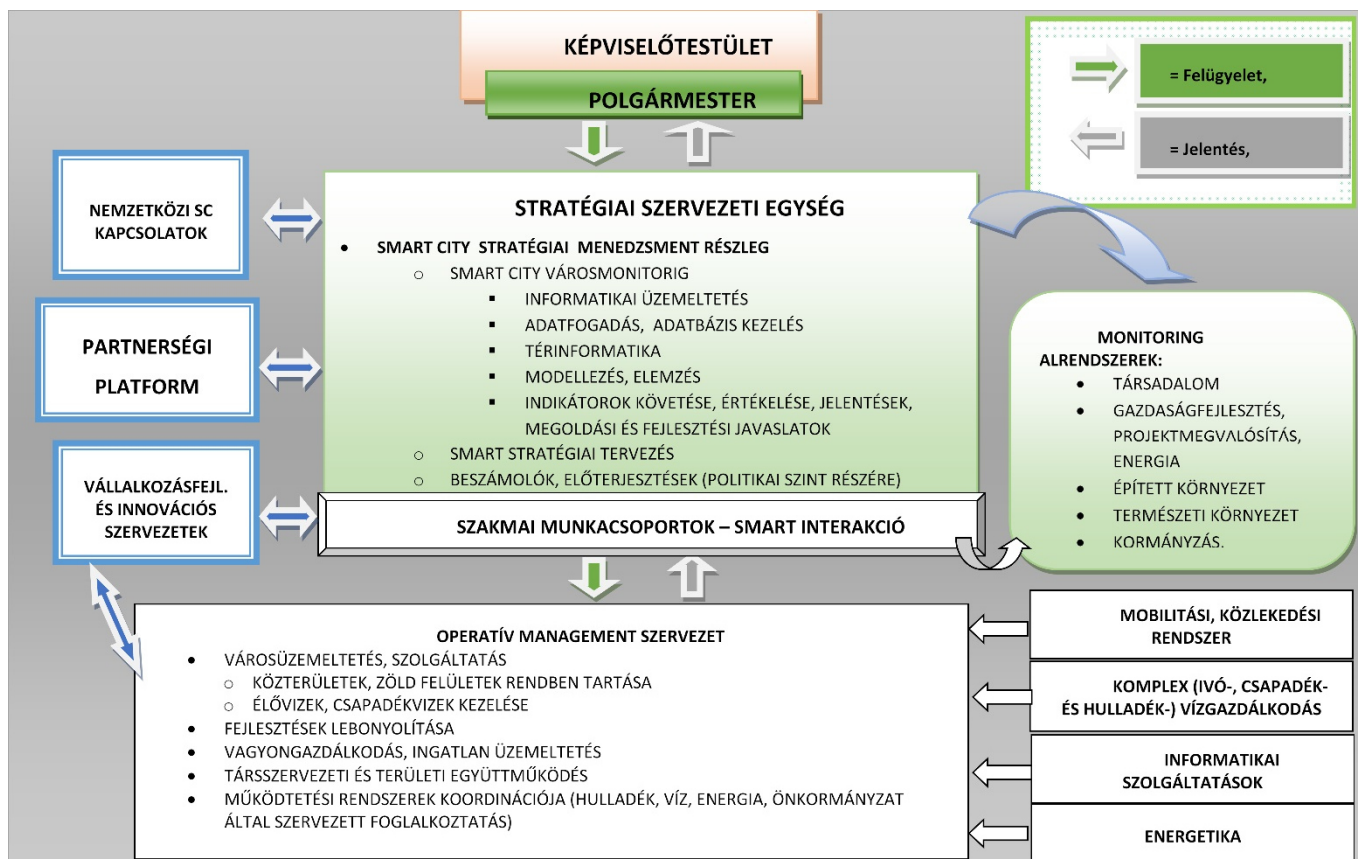 KÉPVISELŐTESTÜLET
POLGÁRMESTER
= Felügyelet,
= Jelentés,
NEMZETKÖZI SC
KAPCSOLATOK
PARTNERSÉGI
PLATFORM
VÁLLALKOZÁSFEJL.
ÉS INNOVÁCIÓS
SZERVEZETEK
STRATÉGIAI SZERVEZETI EGYSÉG
• SMART CITY STRATÉGIAI MENEDZSMENT RÉSZLEG
○ SMART CITY VÁROSMONITORIG
▪ INFORMATIKAI ÜZEMELTETÉS
▪ ADATFOGADÁS, ADATBÁZIS KEZELÉS
▪ TÉRINFORMATIKA
▪ MODELLEZÉS, ELEMZÉS
▪ INDIKÁTOROK KÖVETÉSE, ÉRTÉKELÉSE, JELENTÉSEK,
MEGOLDÁSI ÉS FEJLESZTÉSI JAVASLATOK
○ SMART STRATÉGIAI TERVEZÉS
○ BESZÁMOLÓK, ELŐTERJESZTÉSEK (POLITIKAI SZINT RÉSZÉRE)
SZAKMAI MUNKACSOPORTOK – SMART INTERAKCIÓ
MONITORING
ALRENDSZEREK:
• TÁRSADALOM
• GAZDASÁGFEJLESZTÉS,
PROJEKTMEGVALÓSÍTÁS,
ENERGIA
• ÉPÍTETT KÖRNYEZET
• TERMÉSZETI KÖRNYEZET
• KORMÁNYZÁS.
OPERATÍV MANAGEMENT SZERVEZET
• VÁROSÜZEMELTETÉS, SZOLGÁLTATÁS
○ KÖZTERÜLETEK, ZÖLD FELÜLETEK RENDBEN TARTÁSA
○ ÉLŐVIZEK, CSAPADÉKVIZEK KEZELÉSE
• FEJLESZTÉSEK LEBONYOLÍTÁSA
• VAGYONGAZDÁLKODÁS, INGATLAN ÜZEMELTETÉS
• TÁRSSZERVEZETI ÉS TERÜLETI EGYÜTTMŰKÖDÉS
• MŰKÖDTETÉSI RENDSZEREK KOORDINÁCIÓJA (HULLADÉK, VÍZ, ENERGIA, ÖNKORMÁNYZAT
ÁLTAL SZERVEZETT FOGLALKOZTATÁS)
MOBILITÁSI, KÖZLEKEDÉSI
RENDSZER
KOMPLEX (IVÓ-, CSAPADÉK-
ÉS HULLADÉK-) VÍZGAZDÁLKODÁS
INFORMATIKAI
SZOLGÁLTATÁSOK
ENERGETIKA